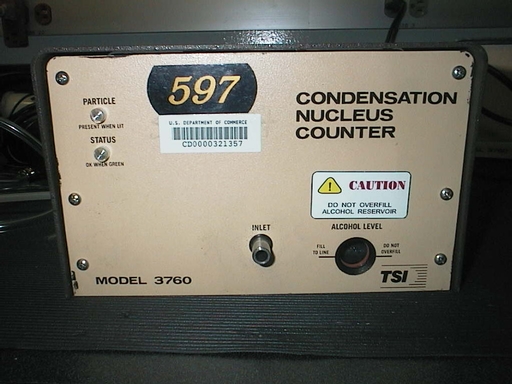 597
U.S. DEPARTMENT OF COMMERCE
CD0000321357
CONDENSATION
NUCLEUS
COUNTER
PARTICLE
PRESENT WHEN LIT
STATUS
OK WHEN GREEN
CAUTION
DO NOT OVERFILL
ALCOHOL RESERVOIR
INLET
ALCOHOL LEVEL
FILL
TO LINE
DO NOT
OVERFILL
MODEL 3760
TSI